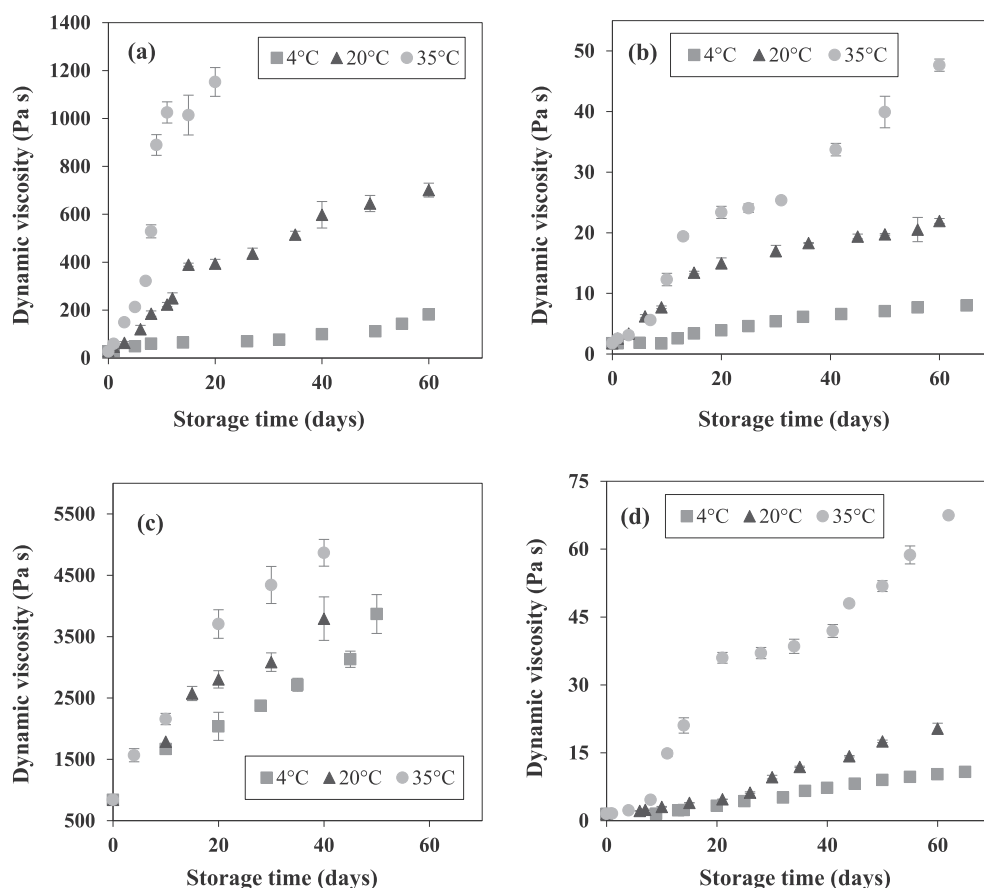 (a)
4°C 20°C 35°C
Dynamic viscosity (Pa s)
1400
1200
1000
800
600
400
200
0
0 20 40 60
Storage time (days)
(b)
4°C 20°C 35°C
Dynamic viscosity (Pa s)
50
40
30
20
10
0
0 20 40 60
Storage time (days)
(c)
4°C 20°C 35°C
Dynamic viscosity (Pa s)
5500
4500
3500
2500
1500
500
0 20 40 60
Storage time (days)
(d)
4°C 20°C 35°C
Dynamic viscosity (Pa s)
75
60
45
30
15
0
0 20 40 60
Storage time (days)